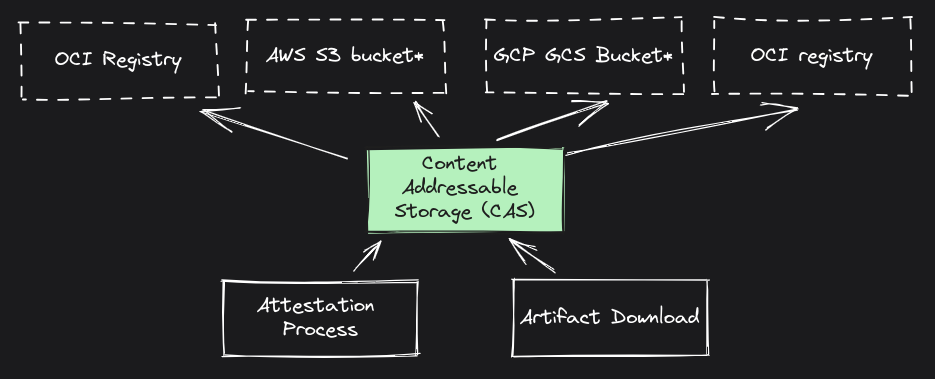 OCI Registry
AWS S3 bucket*
GCP GCS Bucket*
OCI registry
Content
Addressable
Storage (CAS)
Attestation
Process
Artifact Download